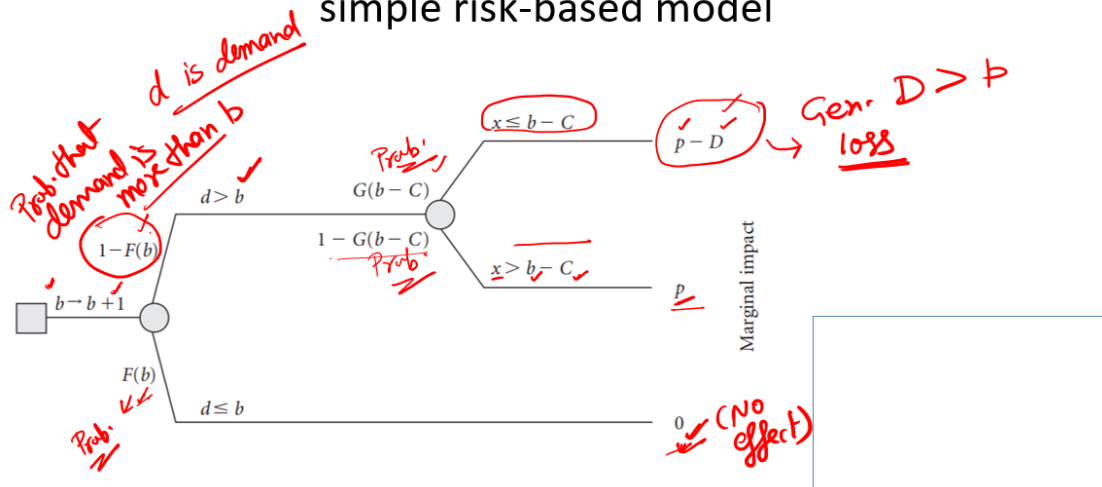 simple risk-based model
d is demand
Prob. that
demand is
more than b
d > b
1−F(b)
b → b+1
F(b)
Prob.
d ≤ b
Prob.
G(b − C)
1 − G(b − C)
Prob
x ≤ b − C
x > b − C
p − D
→ Gen. D > p
loss
p
0
(No
effect)
Marginal impact